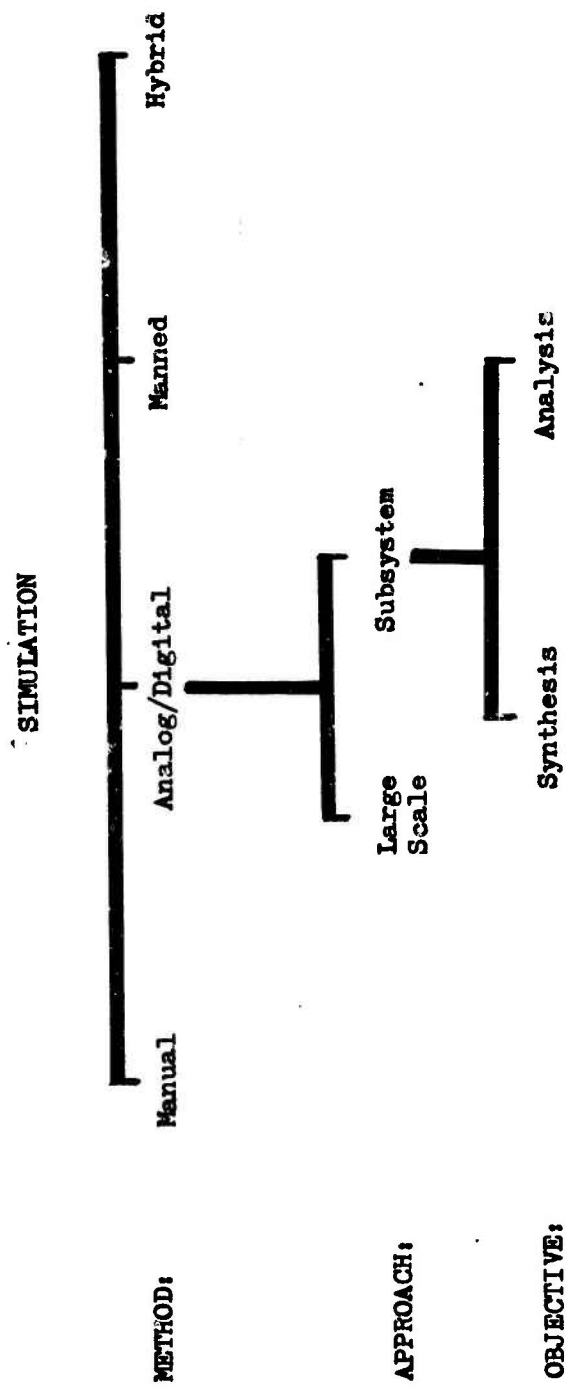 SIMULATION
METHOD: Manual Analog/Digital Manned Hybrid
APPROACH: Large Scale Subsystem
OBJECTIVE: Synthesis Analysis